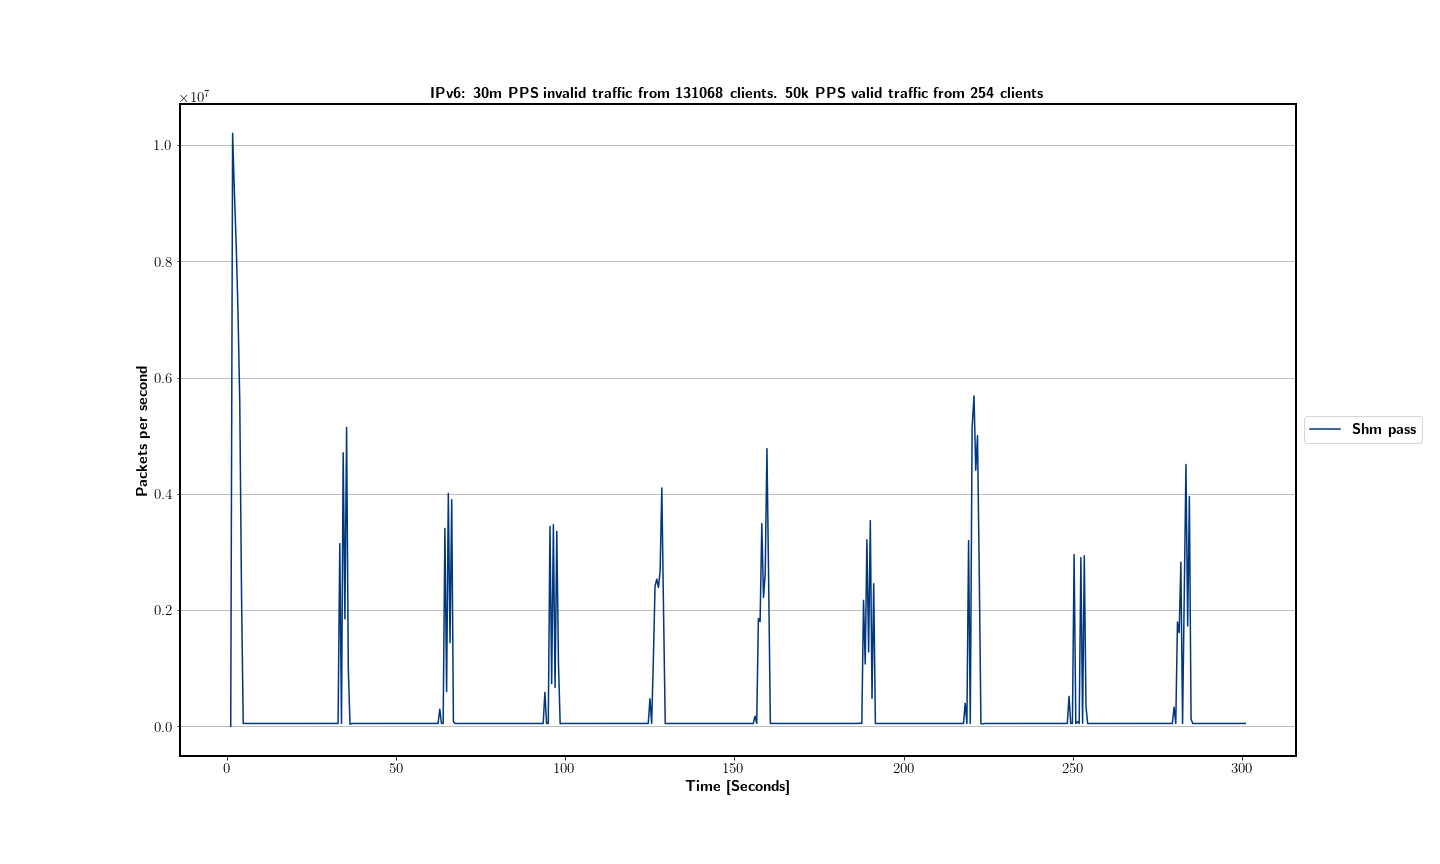 IPv6: 30m PPS invalid traffic from 131068 clients. 50k PPS valid traffic from 254 clients
×10⁷
1.0
0.8
0.6
0.4
0.2
0.0
Packets per second
0 50 100 150 200 250 300
Time [Seconds]
Shm pass